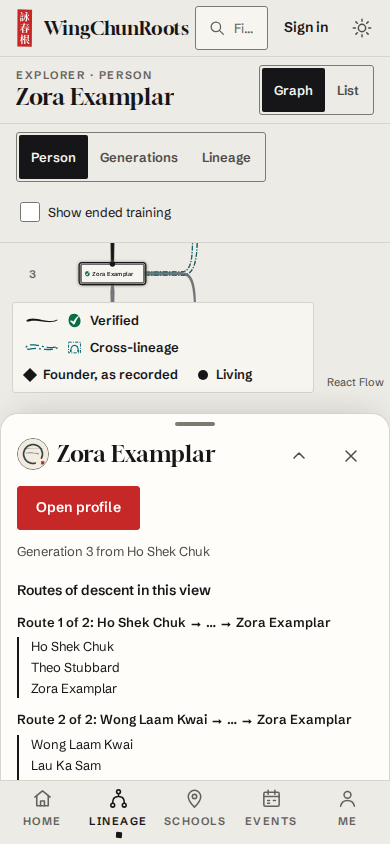 詠春根
WingChunRoots
Fi...
Sign in
EXPLORER · PERSON
Zora Examplar
Graph
List
Person
Generations
Lineage
Show ended training
3
Zora Examplar
Verified
Cross-lineage
Founder, as recorded
Living
React Flow
Zora Examplar
Open profile
Generation 3 from Ho Shek Chuk
Routes of descent in this view
Route 1 of 2: Ho Shek Chuk → … → Zora Examplar
Ho Shek Chuk
Theo Stubbard
Zora Examplar
Route 2 of 2: Wong Laam Kwai → … → Zora Examplar
Wong Laam Kwai
Lau Ka Sam
HOME
LINEAGE
SCHOOLS
EVENTS
ME